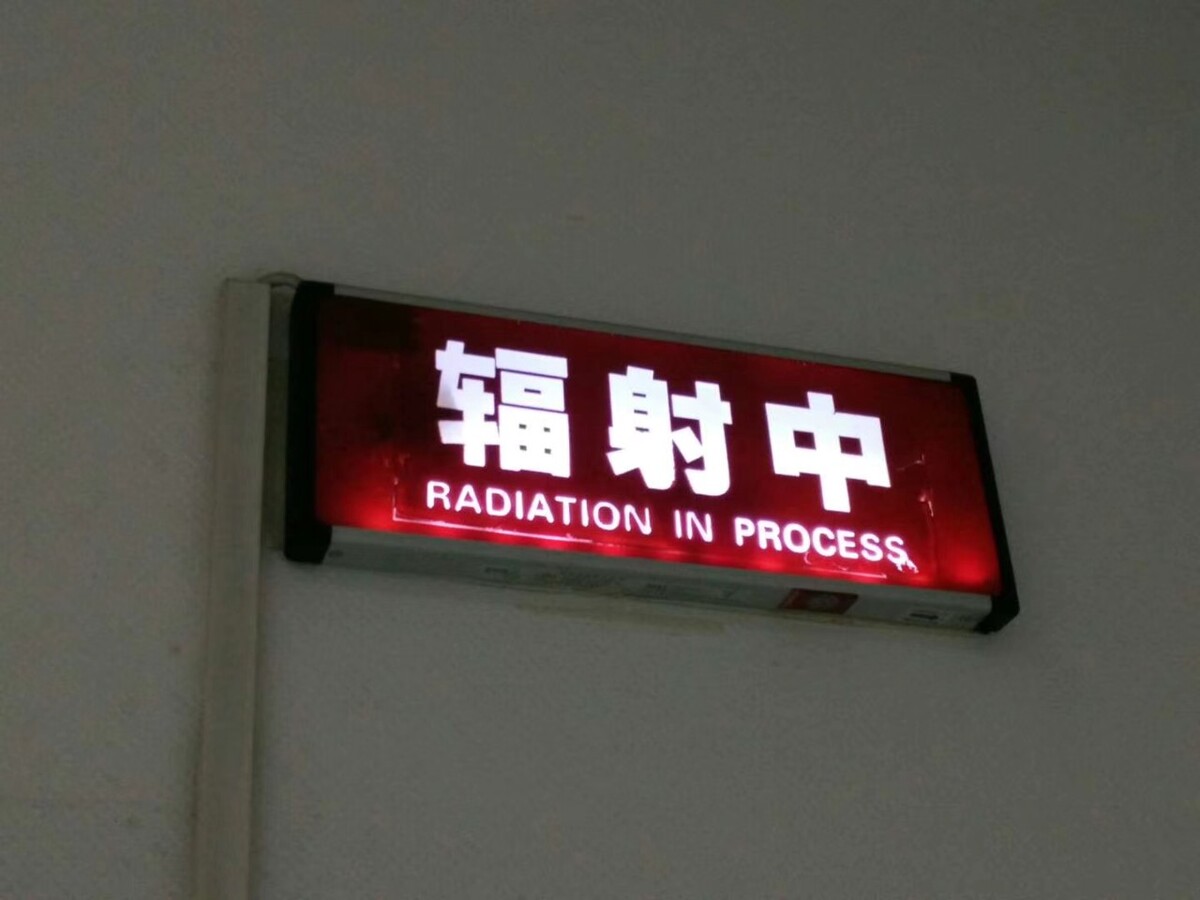 辐射中
RADIATION IN PROCESS